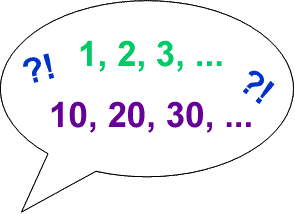 1, 2, 3, ...
?!
?!
10, 20, 30, ...